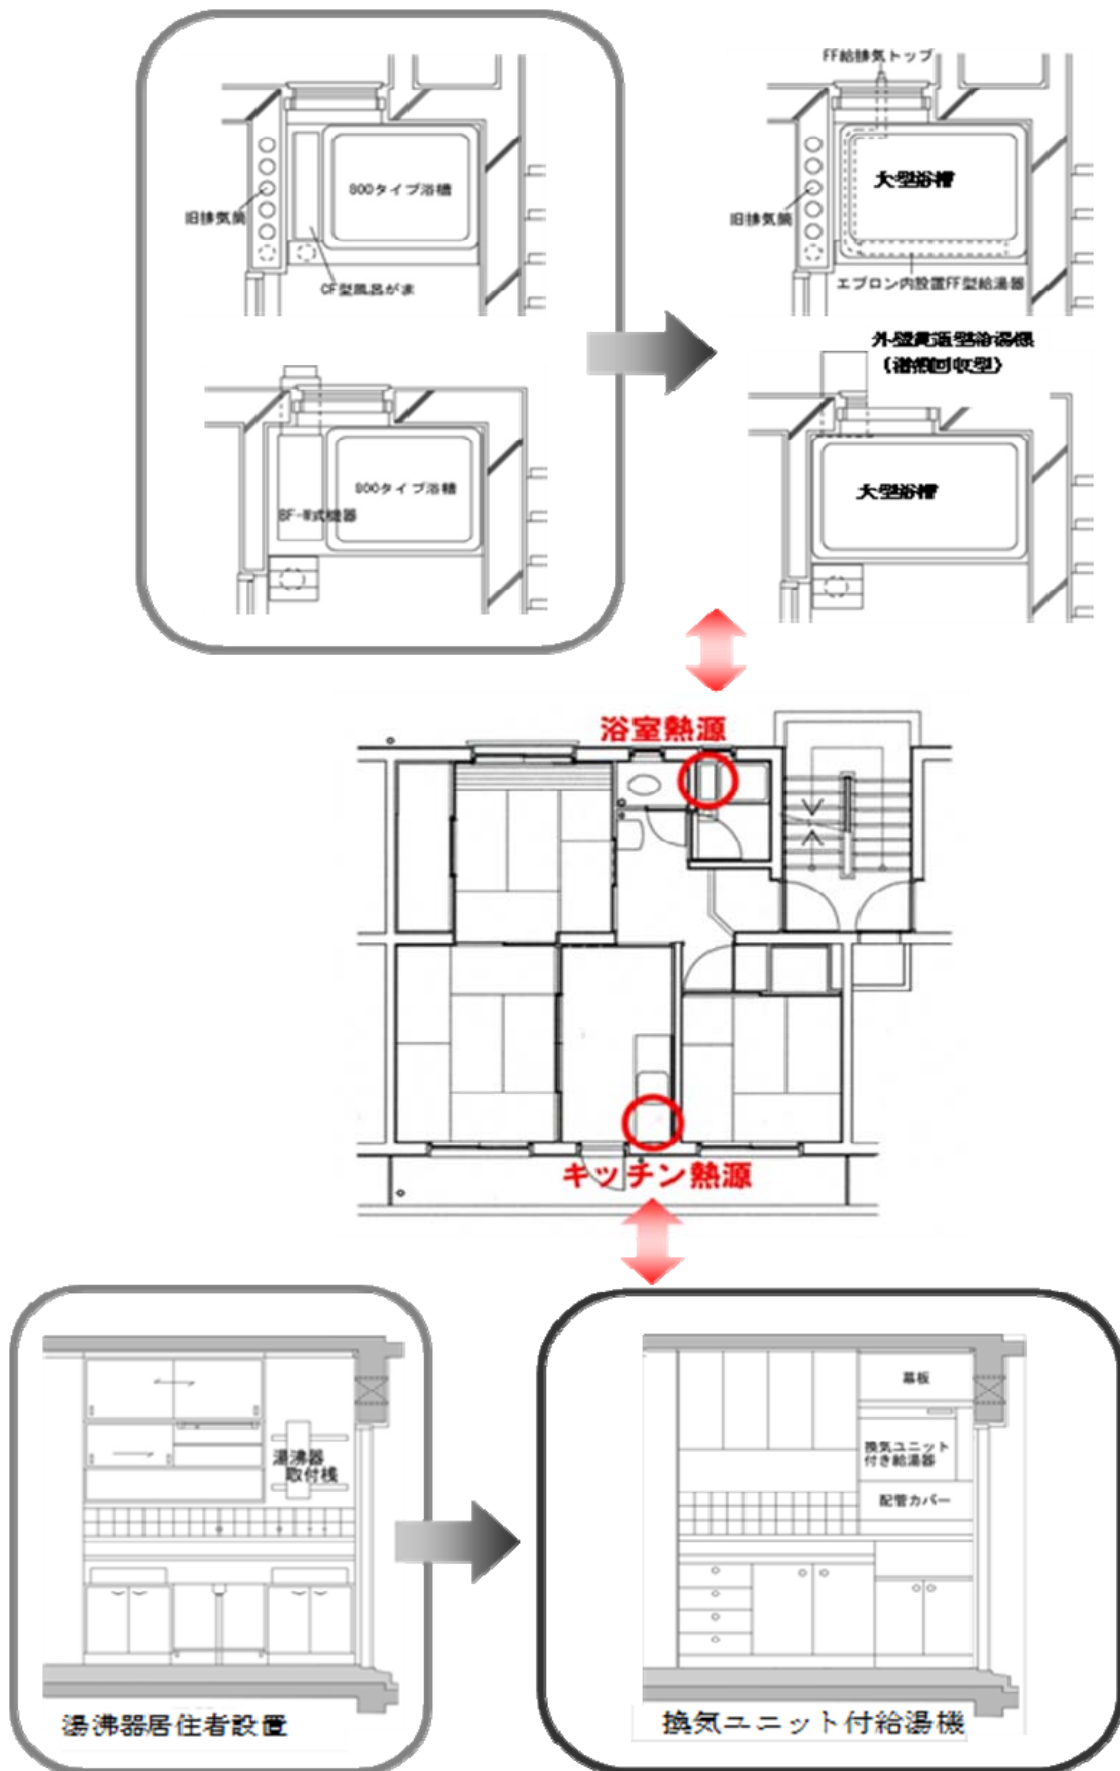 800タイプ浴槽
旧排気筒
CF型風呂がま
FF給排気トップ
大型浴槽
旧排気筒
エプロン内設置FF型給湯器
800タイプ浴槽
BF-W式機器
外壁貫通型給湯機
(潜熱回収型)
大型浴槽
浴室熱源
キッチン熱源
湯沸器
取付桟
湯沸器居住者設置
幕板
換気ユニット
付き給湯器
配管カバー
換気ユニット付給湯機